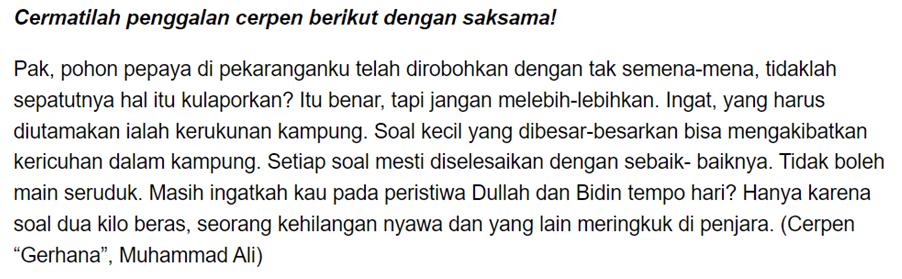 Cermatilah penggalan cerpen berikut dengan saksama!
Pak, pohon pepaya di pekaranganku telah dirobohkan dengan tak semena-mena, tidaklah
sepatutnya hal itu kulaporkan? Itu benar, tapi jangan melebih-lebihkan. Ingat, yang harus
diutamakan ialah kerukunan kampung. Soal kecil yang dibesar-besarkan bisa mengakibatkan
kericuhan dalam kampung. Setiap soal mesti diselesaikan dengan sebaik- baiknya. Tidak boleh
main seruduk. Masih ingatkah kau pada peristiwa Dullah dan Bidin tempo hari? Hanya karena
soal dua kilo beras, seorang kehilangan nyawa dan yang lain meringkuk di penjara. (Cerpen
“Gerhana”, Muhammad Ali)